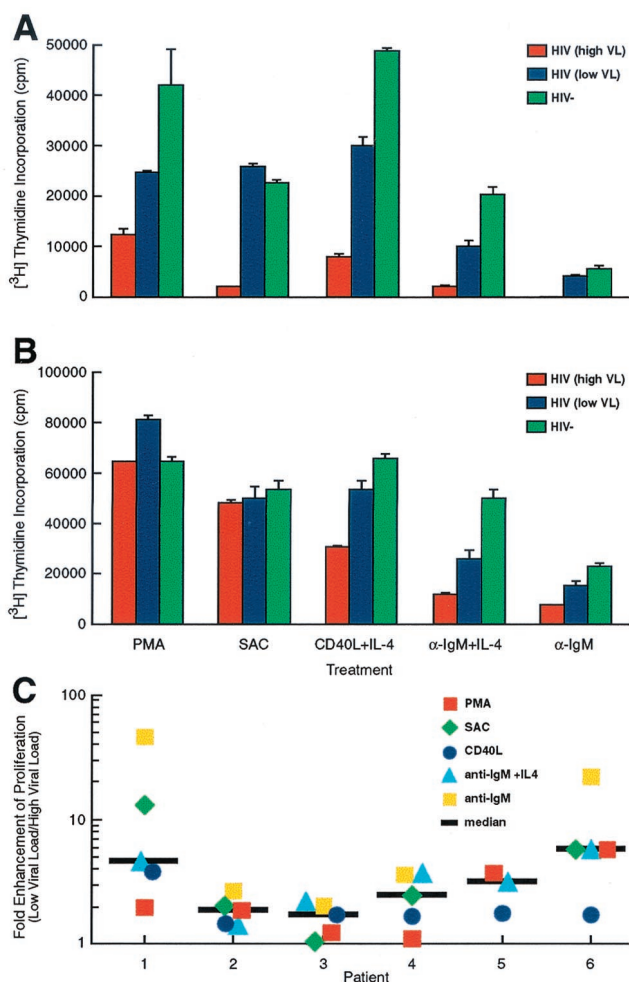 A
[³H] Thymidine Incorporation (cpm)
50000
40000
30000
20000
10000
0
HIV (high VL)
HIV (low VL)
HIV-
B
[³H] Thymidine Incorporation (cpm)
100000
80000
60000
40000
20000
0
HIV (high VL)
HIV (low VL)
HIV-
PMA SAC CD40L+IL-4 α-IgM+IL-4 α-IgM
Treatment
C
Fold Enhancement of Proliferation
(Low Viral Load/High Viral Load)
100
10
1
PMA
SAC
CD40L
anti-IgM +IL4
anti-IgM
median
1 2 3 4 5 6
Patient